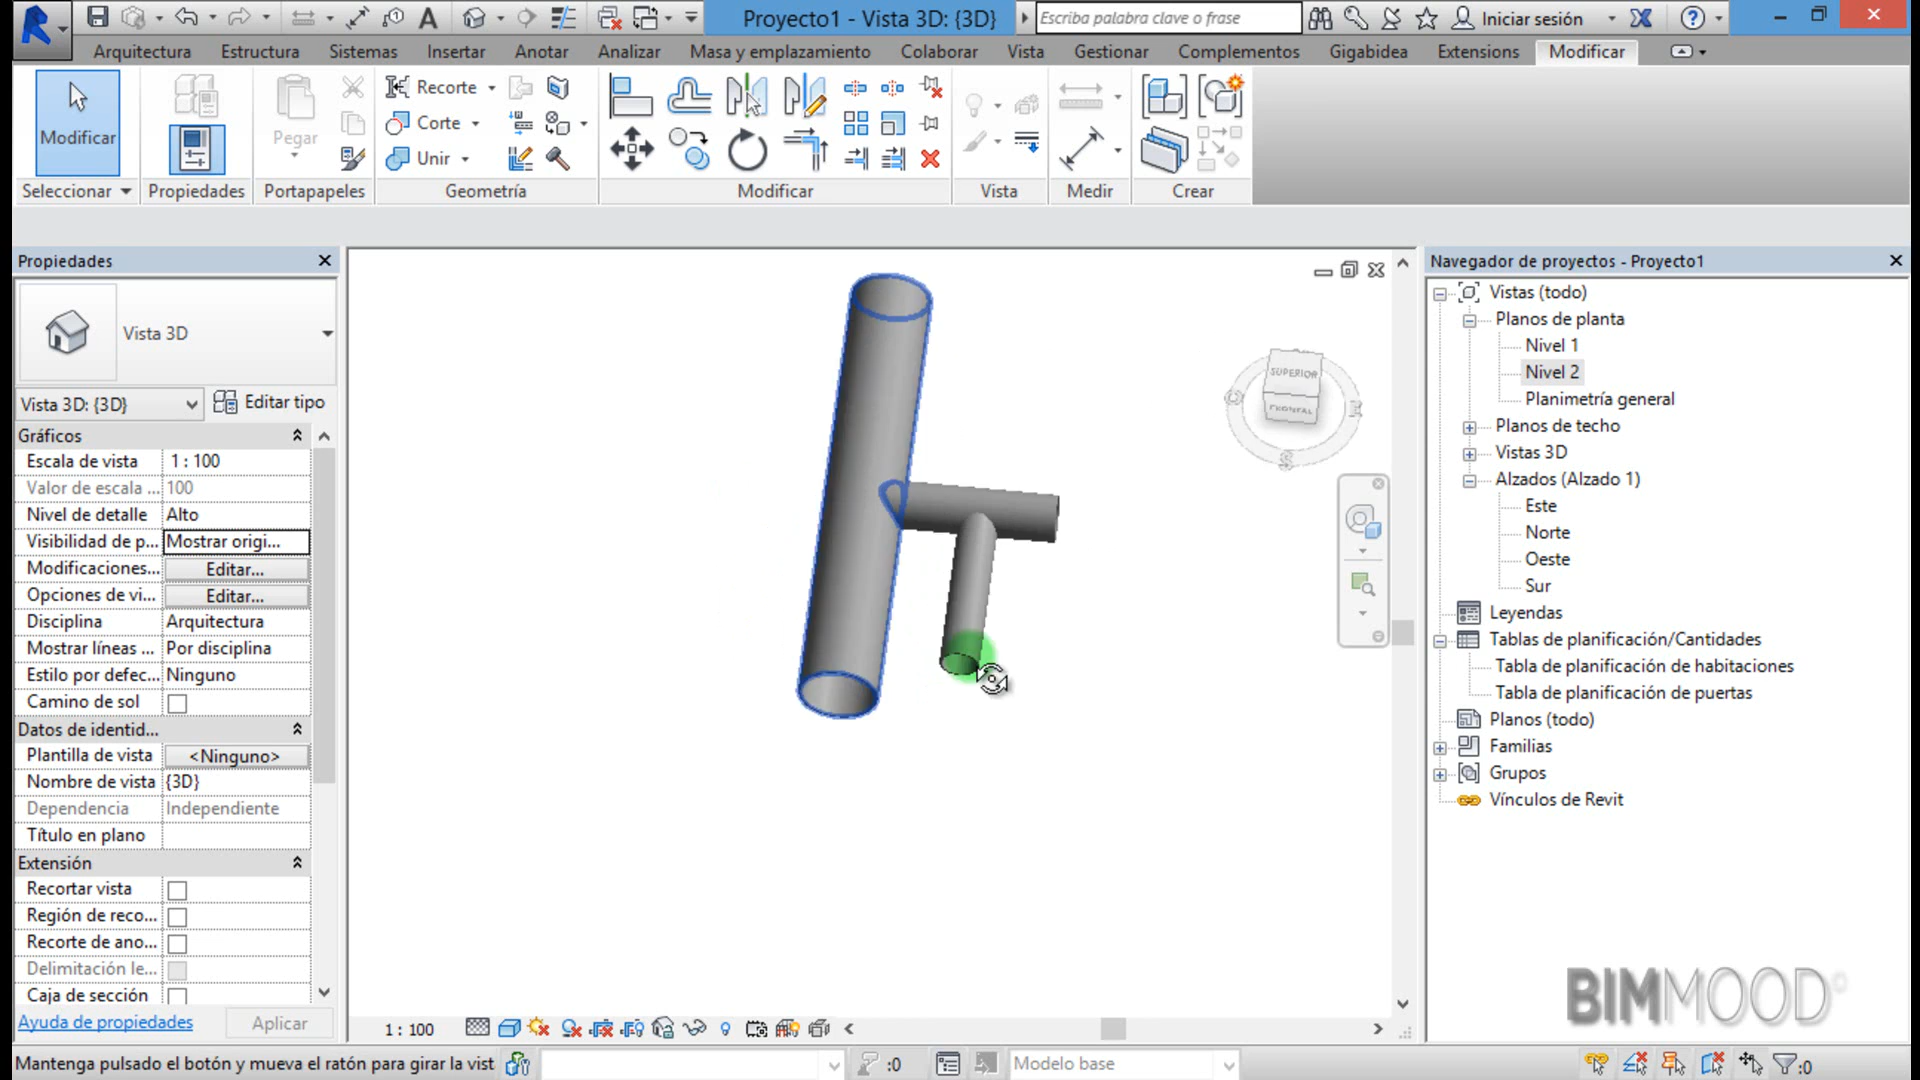 Proyecto1 - Vista 3D: {3D}
Escriba palabra clave o frase
Iniciar sesión
Arquitectura
Estructura
Sistemas
Insertar
Anotar
Analizar
Masa y emplazamiento
Colaborar
Vista
Gestionar
Complementos
Gigabidea
Extensions
Modificar
Modificar
Pegar
Recorte
Corte
Unir
Seleccionar
Propiedades
Portapapeles
Geometría
Modificar
Vista
Medir
Crear
Propiedades
Vista 3D
Vista 3D: {3D}
Editar tipo
Gráficos
Escala de vista 1 : 100
Valor de escala ... 100
Nivel de detalle Alto
Visibilidad de p... Mostrar origi...
Modificaciones... Editar...
Opciones de vi... Editar...
Disciplina Arquitectura
Mostrar líneas ... Por disciplina
Estilo por defec... Ninguno
Camino de sol
Datos de identid...
Plantilla de vista <Ninguno>
Nombre de vista {3D}
Dependencia Independiente
Título en plano
Extensión
Recortar vista
Región de reco...
Recorte de ano...
Delimitación le...
Caja de sección
Ayuda de propiedades
Aplicar
SUPERIOR
FRONTAL
S
E
O
Navegador de proyectos - Proyecto1
Vistas (todo)
Planos de planta
Nivel 1
Nivel 2
Planimetría general
Planos de techo
Vistas 3D
Alzados (Alzado 1)
Este
Norte
Oeste
Sur
Leyendas
Tablas de planificación/Cantidades
Tabla de planificación de habitaciones
Tabla de planificación de puertas
Planos (todo)
Familias
Grupos
Vínculos de Revit
BIMMOOD
1 : 100
Mantenga pulsado el botón y mueva el ratón para girar la vist
:0
Modelo base
:0